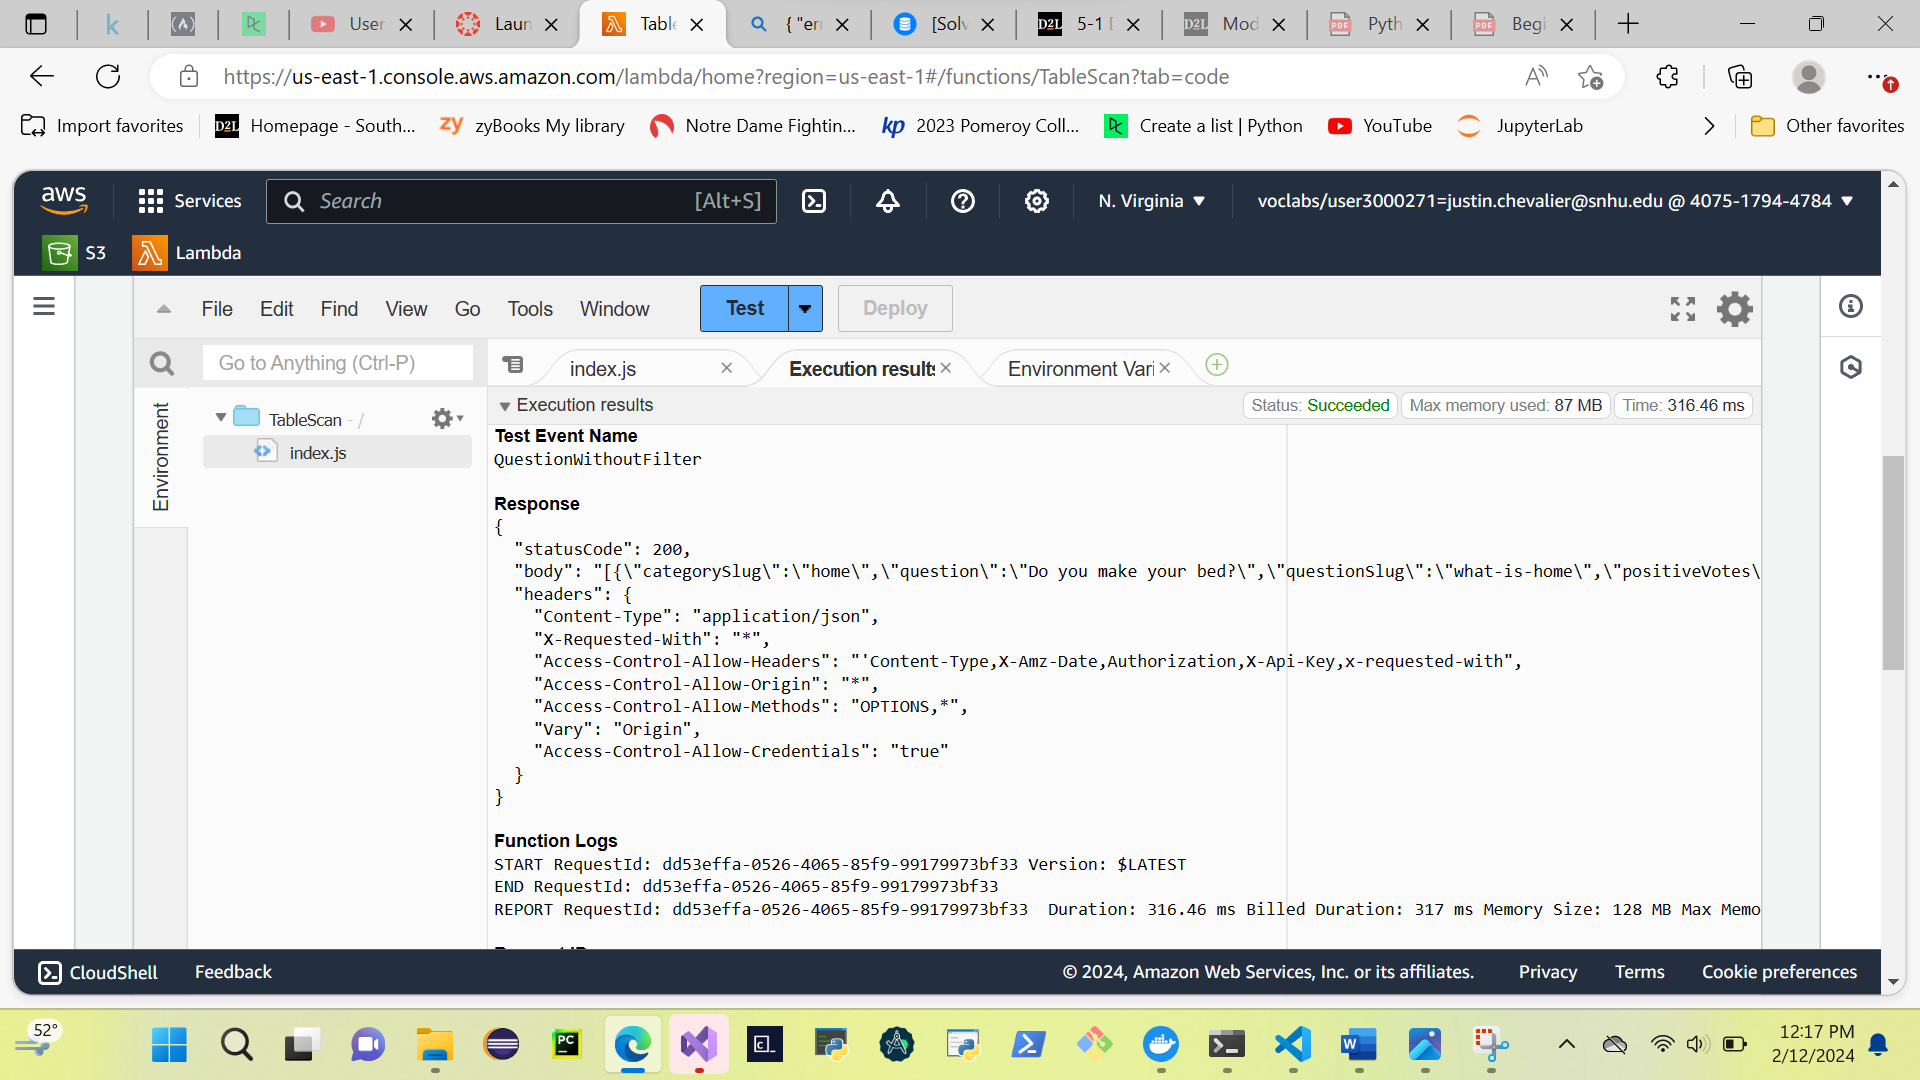 User
Laun
Table
{ "err
[Solv
D2L
5-1 D
D2L
Mod
PDF
Pyth
PDF
Begi
https://us-east-1.console.aws.amazon.com/lambda/home?region=us-east-1#/functions/TableScan?tab=code
Import favorites
D2L Homepage - South...
zy zyBooks My library
Notre Dame Fightin...
kp 2023 Pomeroy Coll...
Create a list | Python
YouTube
JupyterLab
Other favorites
aws
Services
Search
[Alt+S]
N. Virginia
voclabs/user3000271=justin.chevalier@snhu.edu @ 4075-1794-4784
S3
Lambda
File Edit Find View Go Tools Window
Test
Deploy
Go to Anything (Ctrl-P)
index.js
Execution results
Environment Vari
Environment
TableScan - /
index.js
Execution results
Status: Succeeded
Max memory used: 87 MB
Time: 316.46 ms
Test Event Name
QuestionWithoutFilter
Response
{
"statusCode": 200,
"body": "[{\"categorySlug\":\"home\",\"question\":\"Do you make your bed?\",\"questionSlug\":\"what-is-home\",\"positiveVotes\
"headers": {
"Content-Type": "application/json",
"X-Requested-With": "*",
"Access-Control-Allow-Headers": "'Content-Type,X-Amz-Date,Authorization,X-Api-Key,x-requested-with",
"Access-Control-Allow-Origin": "*",
"Access-Control-Allow-Methods": "OPTIONS,*",
"Vary": "Origin",
"Access-Control-Allow-Credentials": "true"
}
}
Function Logs
START RequestId: dd53effa-0526-4065-85f9-99179973bf33 Version: $LATEST
END RequestId: dd53effa-0526-4065-85f9-99179973bf33
REPORT RequestId: dd53effa-0526-4065-85f9-99179973bf33  Duration: 316.46 ms Billed Duration: 317 ms Memory Size: 128 MB Max Memo
CloudShell
Feedback
© 2024, Amazon Web Services, Inc. or its affiliates.
Privacy
Terms
Cookie preferences
52°
PC
12:17 PM
2/12/2024